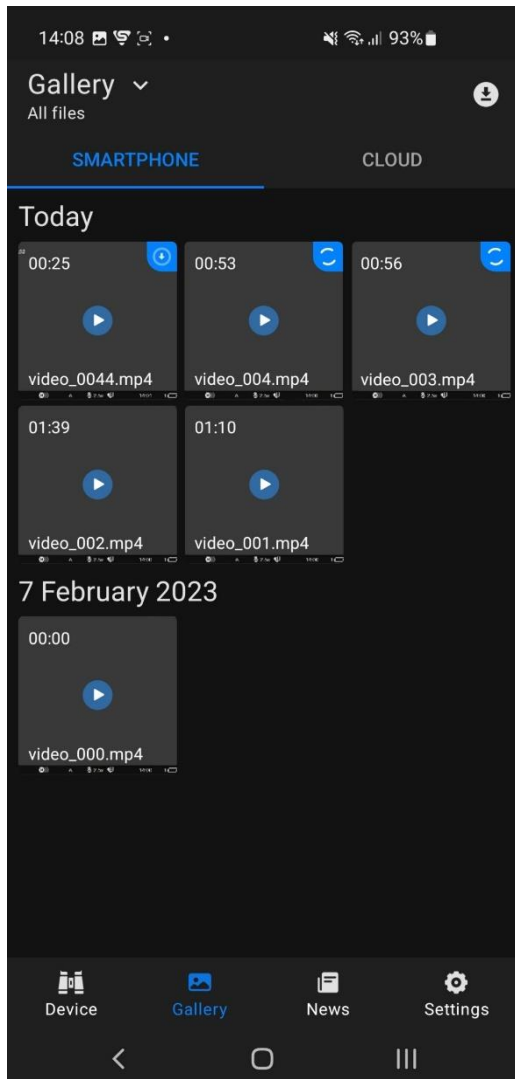 14:08
93%
Gallery
All files
SMARTPHONE
CLOUD
Today
00:25
00:53
00:56
video_0044.mp4
video_004.mp4
video_003.mp4
01:39
01:10
video_002.mp4
video_001.mp4
7 February 2023
00:00
video_000.mp4
Device
Gallery
News
Settings